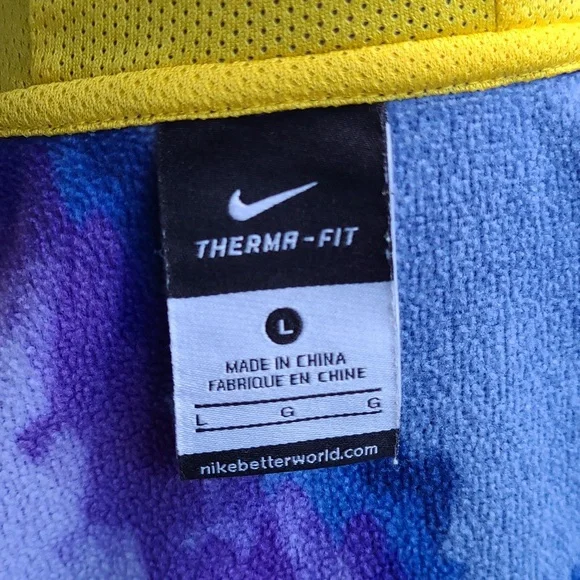 THERMA-FIT
L
MADE IN CHINA
FABRIQUE EN CHINE
L G G
nikebetterworld.com